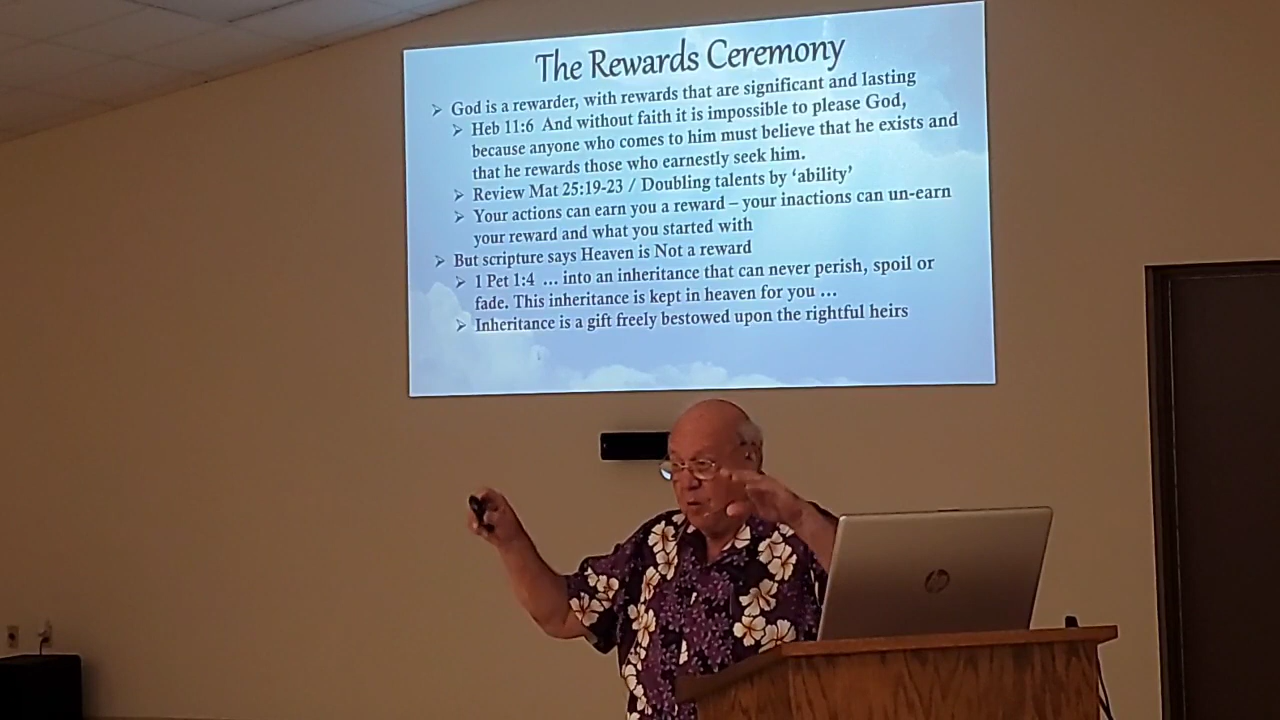 The Rewards Ceremony
➢ God is a rewarder, with rewards that are significant and lasting
➢ Heb 11:6 And without faith it is impossible to please God,
because anyone who comes to him must believe that he exists and
that he rewards those who earnestly seek him.
➢ Review Mat 25:19-23 / Doubling talents by ‘ability’
➢ Your actions can earn you a reward – your inactions can un-earn
your reward and what you started with
➢ But scripture says Heaven is Not a reward
➢ 1 Pet 1:4 … into an inheritance that can never perish, spoil or
fade. This inheritance is kept in heaven for you …
➢ Inheritance is a gift freely bestowed upon the rightful heirs
hp